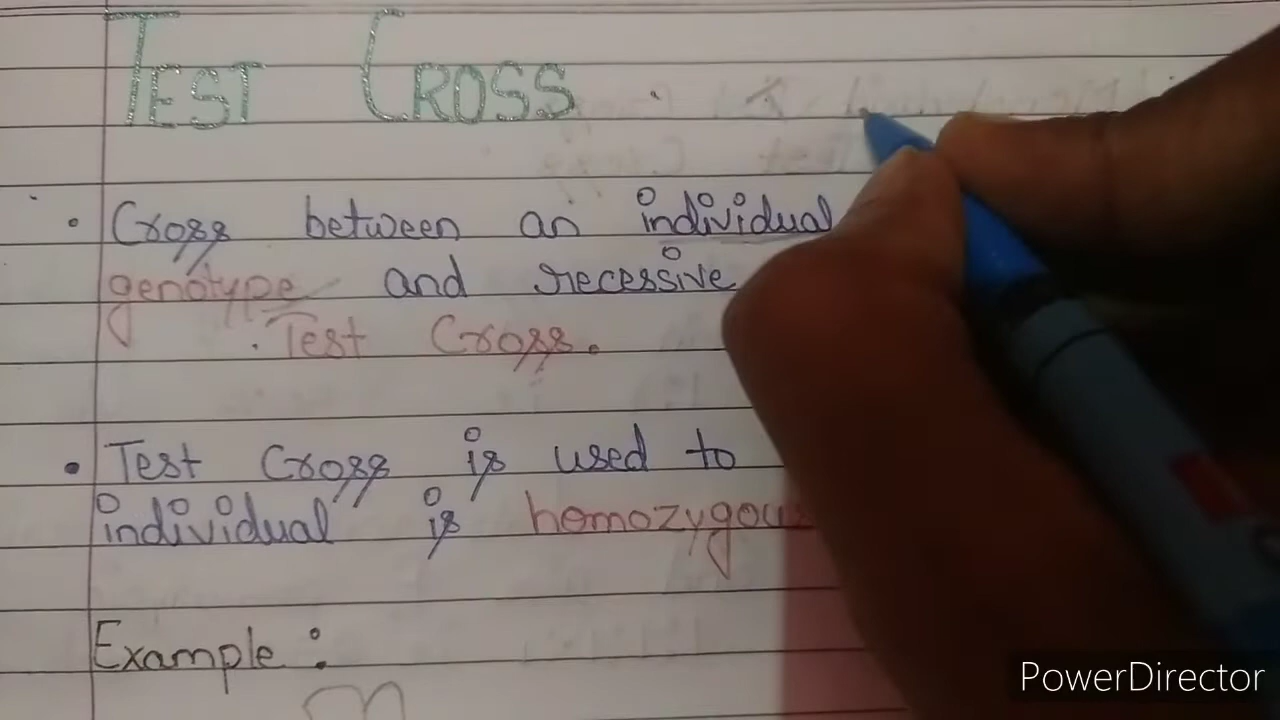 TEST CROSS
• Cross between an individual
genotype and recessive
Test Cross.
• Test Cross is used to
individual is homozygous
Example :
PowerDirector